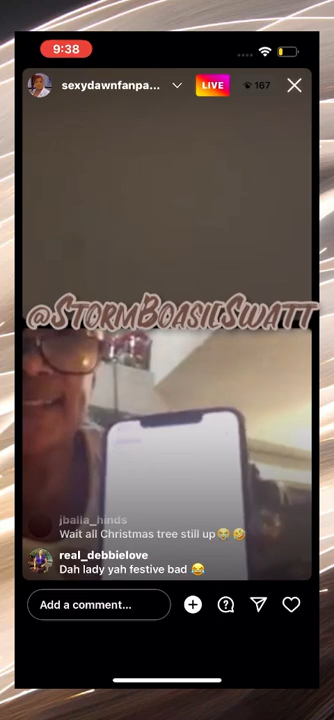 9:38
sexydawnfanpa...
LIVE
167
@STORMBOASILSWATT
jballa_hinds
Wait all Christmas tree still up😭🤣
real_debbielove
Dah lady yah festive bad 😂
Add a comment...